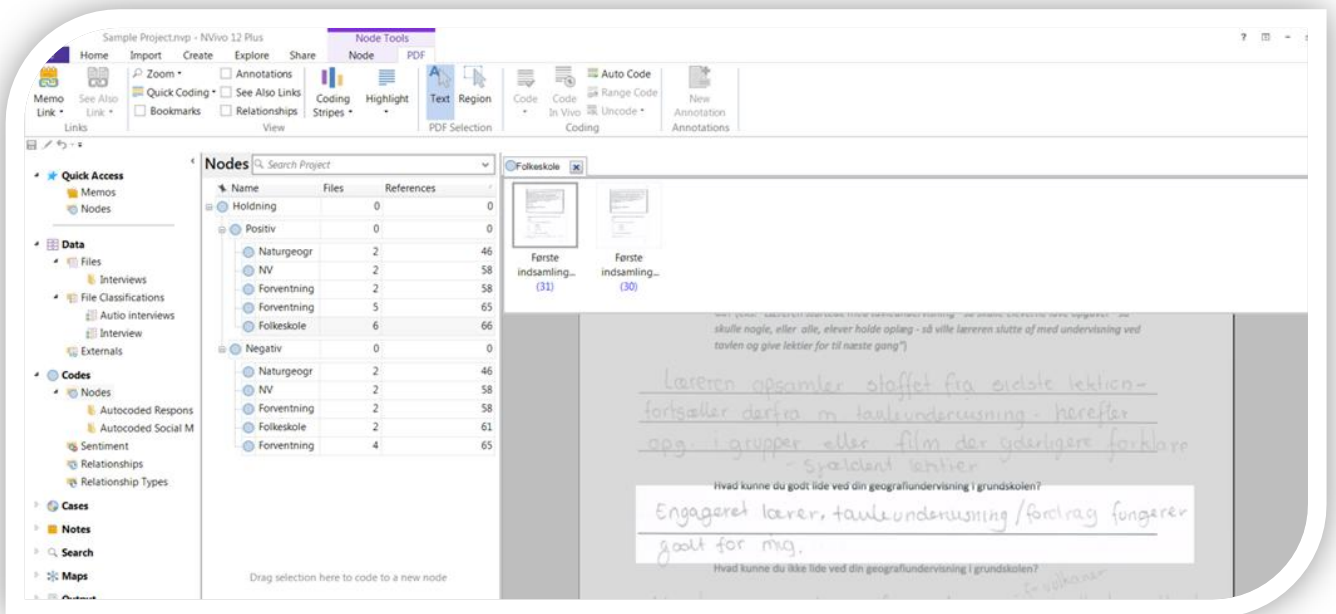 Sample Project.nvp - NVivo 12 Plus
Node Tools
Home Import Create Explore Share Node PDF
Memo Link
See Also Link
Links
Zoom
Quick Coding
Bookmarks
Annotations
See Also Links
Relationships
View
Coding Stripes
Highlight
Text
Region
PDF Selection
Code
Code In Vivo
Auto Code
Range Code
Uncode
Coding
New Annotation
Annotations
Quick Access
Memos
Nodes
Data
Files
Interviews
File Classifications
Autio interviews
Interview
Externals
Codes
Nodes
Autocoded Respons
Autocoded Social M
Sentiment
Relationships
Relationship Types
Cases
Notes
Search
Maps
Output
Nodes Search Project
Name Files References
Holdning 0 0
Positiv 0 0
Naturgeogr 2 46
NV 2 58
Forventning 2 58
Forventning 5 65
Folkeskole 6 66
Negativ 0 0
Naturgeogr 2 46
NV 2 58
Forventning 2 58
Folkeskole 2 61
Forventning 4 65
Drag selection here to code to a new node
Folkeskole
Første indsamling... (31)
Første indsamling... (30)
skulle nogle, eller alle, elever holde oplæg - så ville læreren slutte af med undervisning ved
tavlen og give lektier for til næste gang")
Læreren opsamler stoffet fra sidste lektion -
fortsætter derfra m tavleundervisning - herefter
opg. i grupper eller film der yderligere forklare
- sjældent lektier
Hvad kunne du godt lide ved din geografiundervisning i grundskolen?
Engageret lærer, tavleundervisning/fordrag fungerer
godt for mig.
Hvad kunne du ikke lide ved din geografiundervisning i grundskolen?